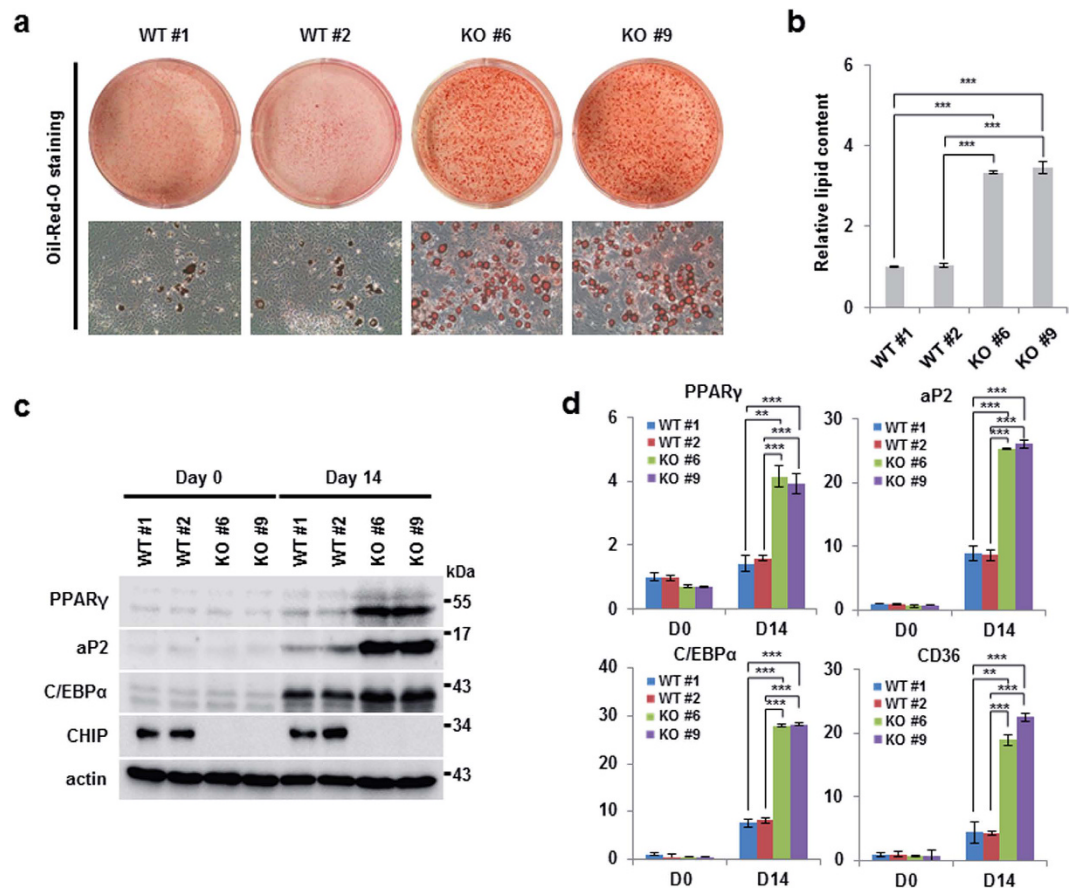 a
WT #1 WT #2 KO #6 KO #9
Oil-Red-O staining
b
Relative lipid content
6
4
2
0
***
***
***
***
WT #1 WT #2 KO #6 KO #9
c
Day 0 Day 14
WT #1 WT #2 KO #6 KO #9 WT #1 WT #2 KO #6 KO #9
kDa
PPARγ 55
aP2 17
C/EBPα 43
CHIP 34
actin 43
d
PPARγ
6
4
2
0
WT #1
WT #2
KO #6
KO #9
***
**
***
***
D0 D14
aP2
30
20
10
0
WT #1
WT #2
KO #6
KO #9
***
***
***
***
D0 D14
C/EBPα
40
30
20
10
0
WT #1
WT #2
KO #6
KO #9
***
***
***
***
D0 D14
CD36
30
20
10
0
WT #1
WT #2
KO #6
KO #9
***
**
***
***
D0 D14